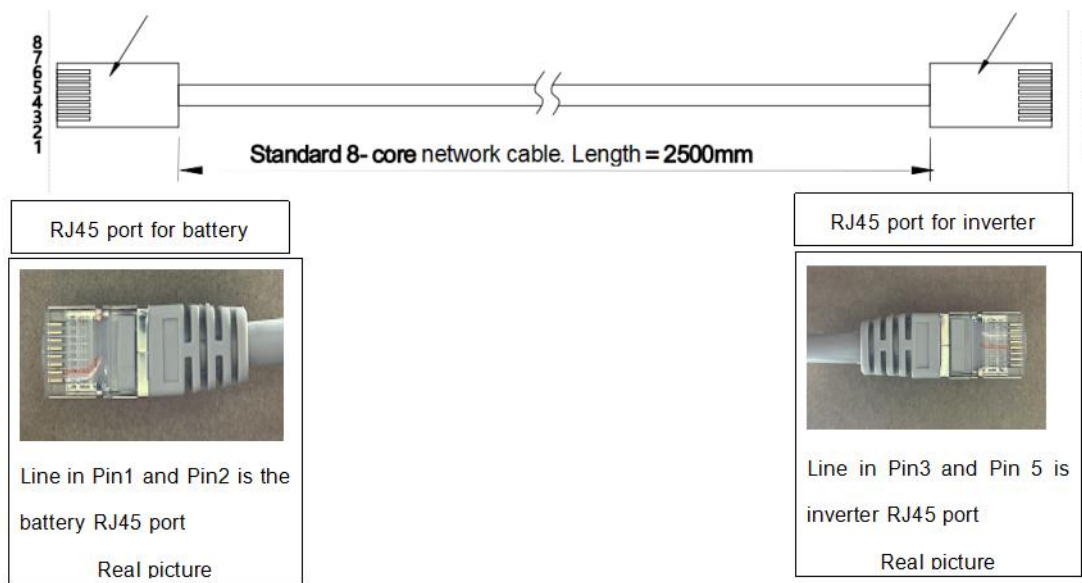 8
7
6
5
4
3
2
1
Standard 8- core network cable. Length = 2500mm
RJ45 port for battery
RJ45 port for inverter
Line in Pin1 and Pin2 is the
battery RJ45 port
Real picture
Line in Pin3 and Pin 5 is
inverter RJ45 port
Real picture